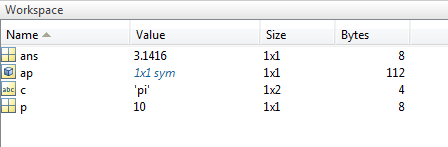 Workspace
Name Value Size Bytes
ans 3.1416 1x1 8
ap 1x1 sym 1x1 112
abc c 'pi' 1x2 4
p 10 1x1 8